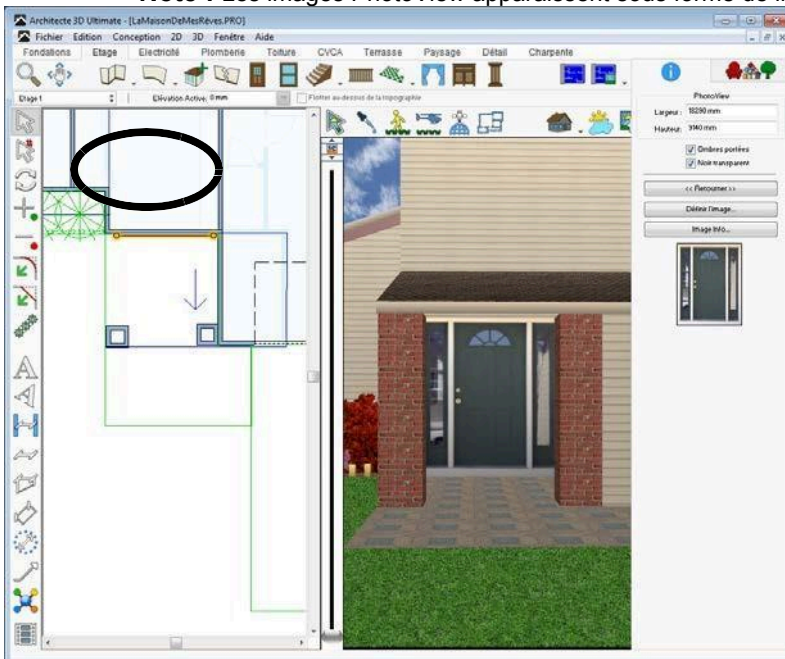 Architecte 3D Ultimate - [LaMaisonDeMesRêves.PRO]
Fichier Edition Conception 2D 3D Fenêtre Aide
Fondations Etage Electricité Plomberie Toiture CVCA Terrasse Paysage Détail Charpente
Etage 1 Elévation Active: 0 mm Flotter au-dessus de la topographie
PhotoView
Largeur : 18290 mm
Hauteur:
Ombres portées
Noir transparent
<< Retourner >>
Définir l'image...
Image Info...